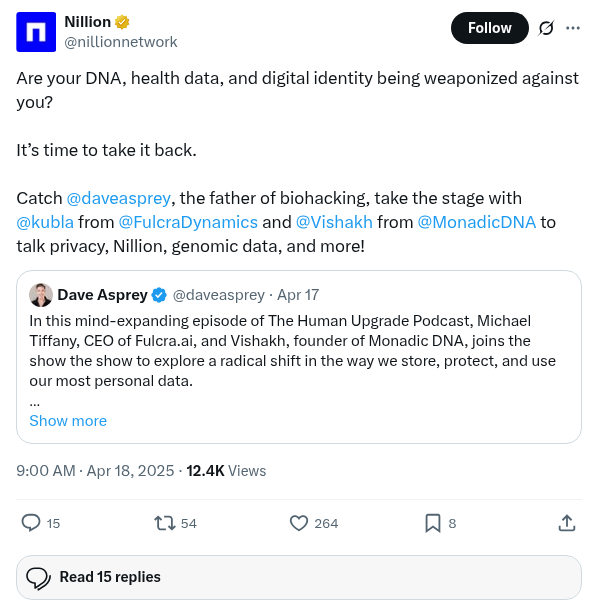 Nillion
Follow
@nillionnetwork
Are your DNA, health data, and digital identity being weaponized against
you?
It’s time to take it back.
Catch @daveasprey, the father of biohacking, take the stage with
@kubla from @FulcraDynamics and @Vishakh from @MonadicDNA to
talk privacy, Nillion, genomic data, and more!
Dave Asprey @daveasprey · Apr 17
In this mind-expanding episode of The Human Upgrade Podcast, Michael
Tiffany, CEO of Fulcra.ai, and Vishakh, founder of Monadic DNA, joins the
show the show to explore a radical shift in the way we store, protect, and use
our most personal data.
...
Show more
9:00 AM · Apr 18, 2025 · 12.4K Views
15 54 264 8
Read 15 replies